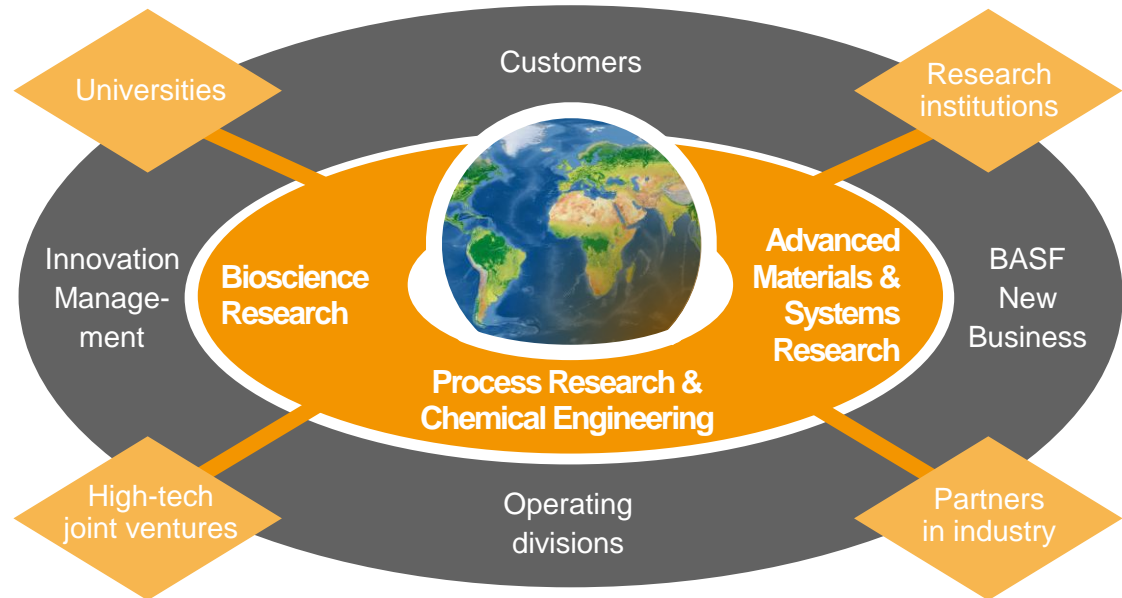 Customers
Universities
Research
institutions
Innovation
Manage-
ment
Bioscience
Research
Advanced
Materials &
Systems
Research
BASF
New
Business
Process Research &
Chemical Engineering
High-tech
joint ventures
Operating
divisions
Partners
in industry